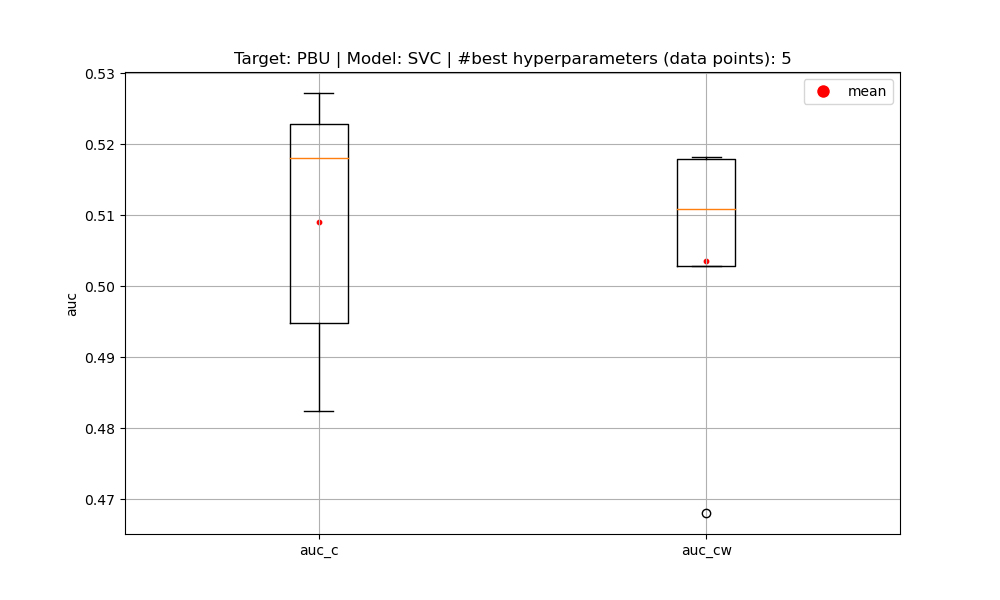 Target: PBU | Model: SVC | #best hyperparameters (data points): 5
mean
0.53
0.52
0.51
0.50
0.49
0.48
0.47
auc
auc_c
auc_cw